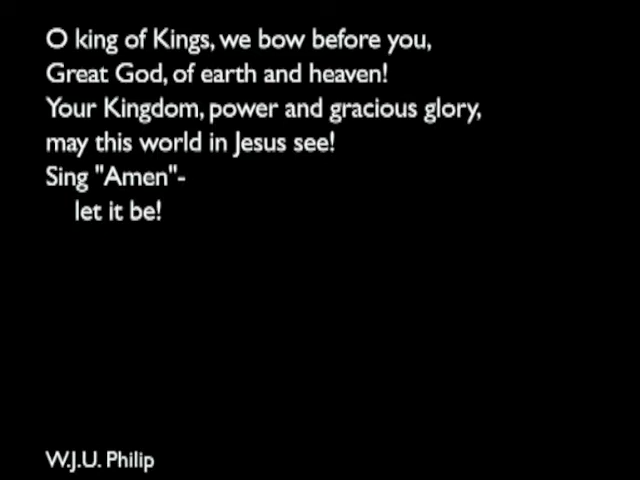 O king of Kings, we bow before you,
Great God, of earth and heaven!
Your Kingdom, power and gracious glory,
may this world in Jesus see!
Sing "Amen"-
let it be!
W.J.U. Philip